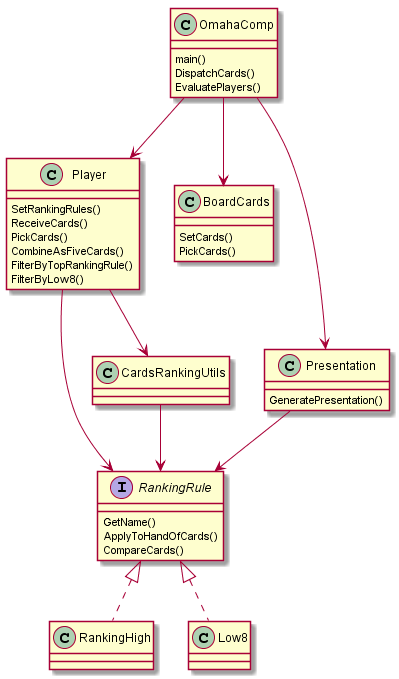 C OmahaComp
main()
DispatchCards()
EvaluatePlayers()
C Player
SetRankingRules()
ReceiveCards()
PickCards()
CombineAsFiveCards()
FilterByTopRankingRule()
FilterByLow8()
C BoardCards
SetCards()
PickCards()
C CardsRankingUtils
C Presentation
GeneratePresentation()
I RankingRule
GetName()
ApplyToHandOfCards()
CompareCards()
C RankingHigh
C Low8